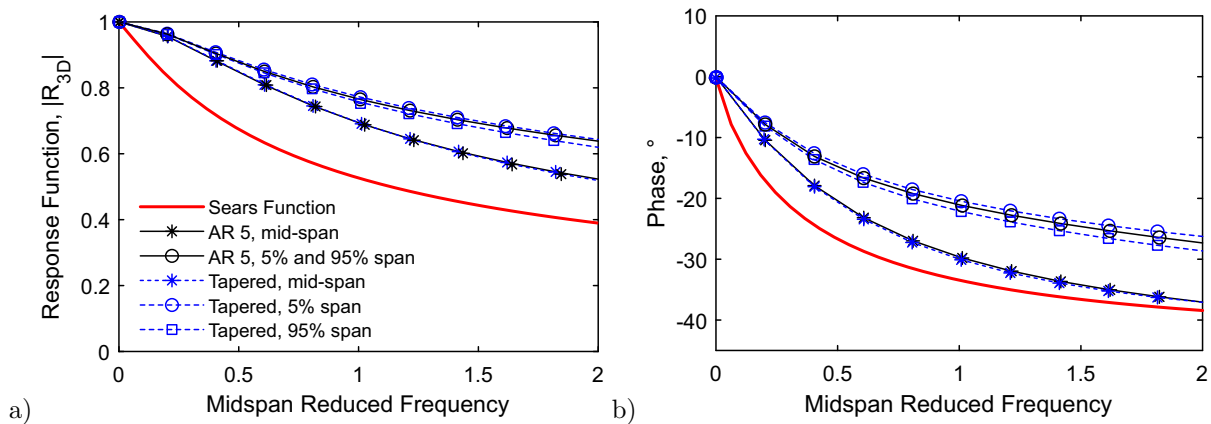 Response Function, |R_3D|
1
0.8
0.6
0.4
0.2
0
Sears Function
AR 5, mid-span
AR 5, 5% and 95% span
Tapered, mid-span
Tapered, 5% span
Tapered, 95% span
0 0.5 1 1.5 2
Midspan Reduced Frequency
a)
Phase, °
10
0
-10
-20
-30
-40
0 0.5 1 1.5 2
Midspan Reduced Frequency
b)